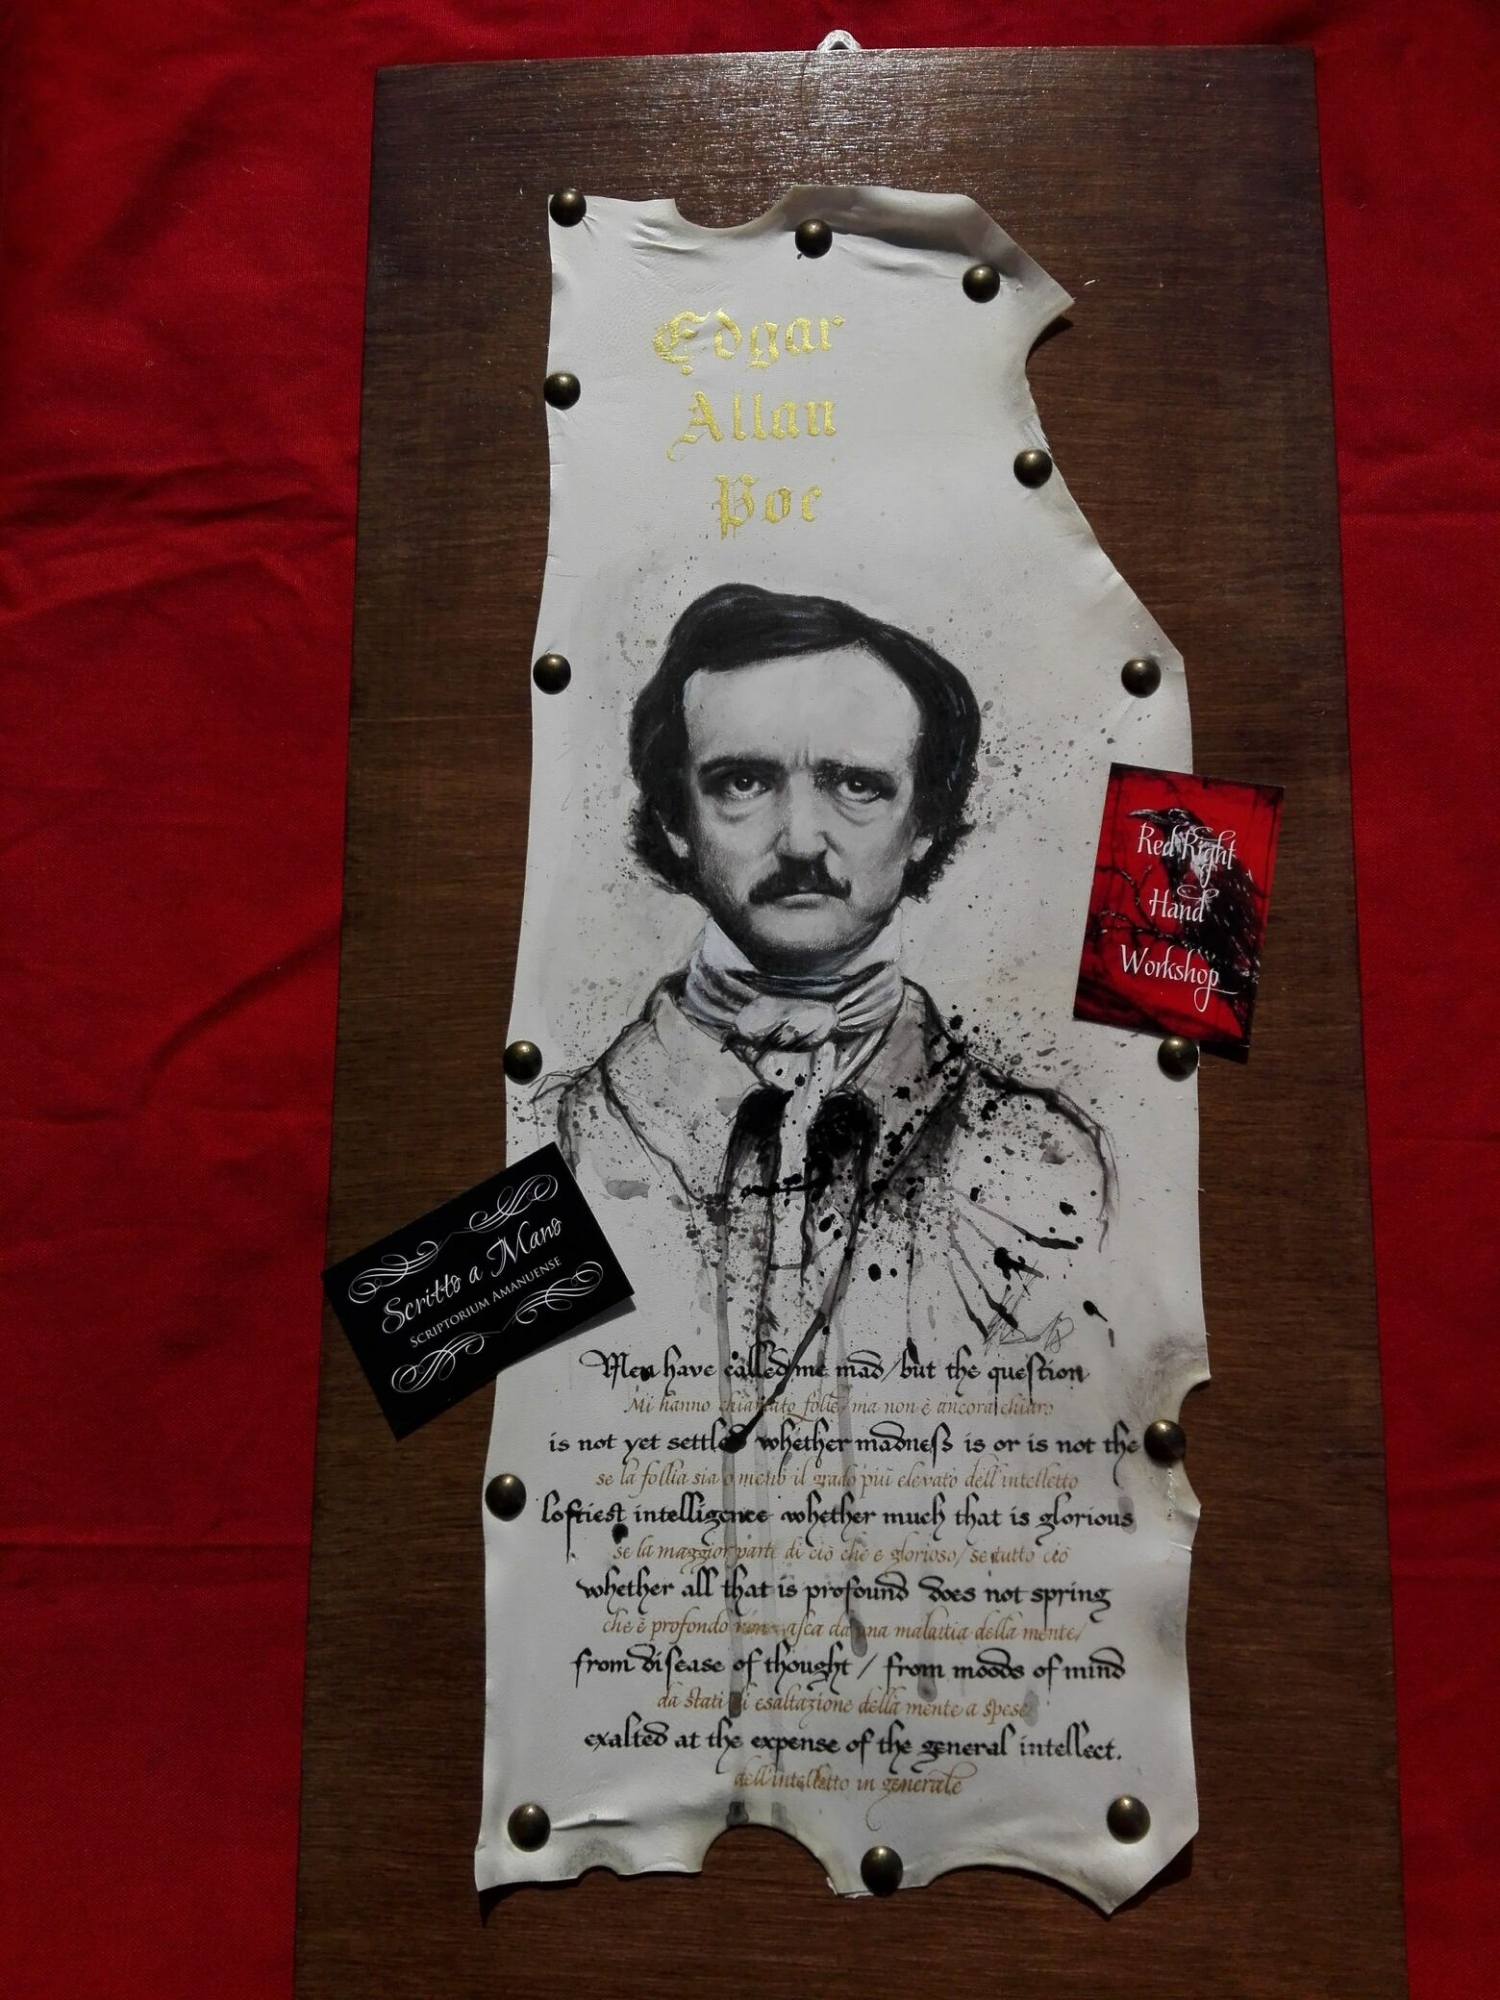 Edgar
Allan
Poe
Red Right
Hand
Workshop
Scritto a Mano
Scriptorium Amanuense
Men have called me mad/but the question
Mi hanno chiamato folle/ma non è ancora chiaro
is not yet settled whether madneſs is or is not the
se la follia sia o meno il grado più elevato dell'intelletto
loftiest intelligence whether much that is glorious
se la maggior parte di ciò che e glorioso/se tutto ciò
whether all that is profound does not spring
che è profondo non naſca da una malattia della mente/
from diſease of thought / from moods of mind
da stati di esaltazione della mente a spese
exalted at the expense of the general intellect.
dell'intelletto in generale